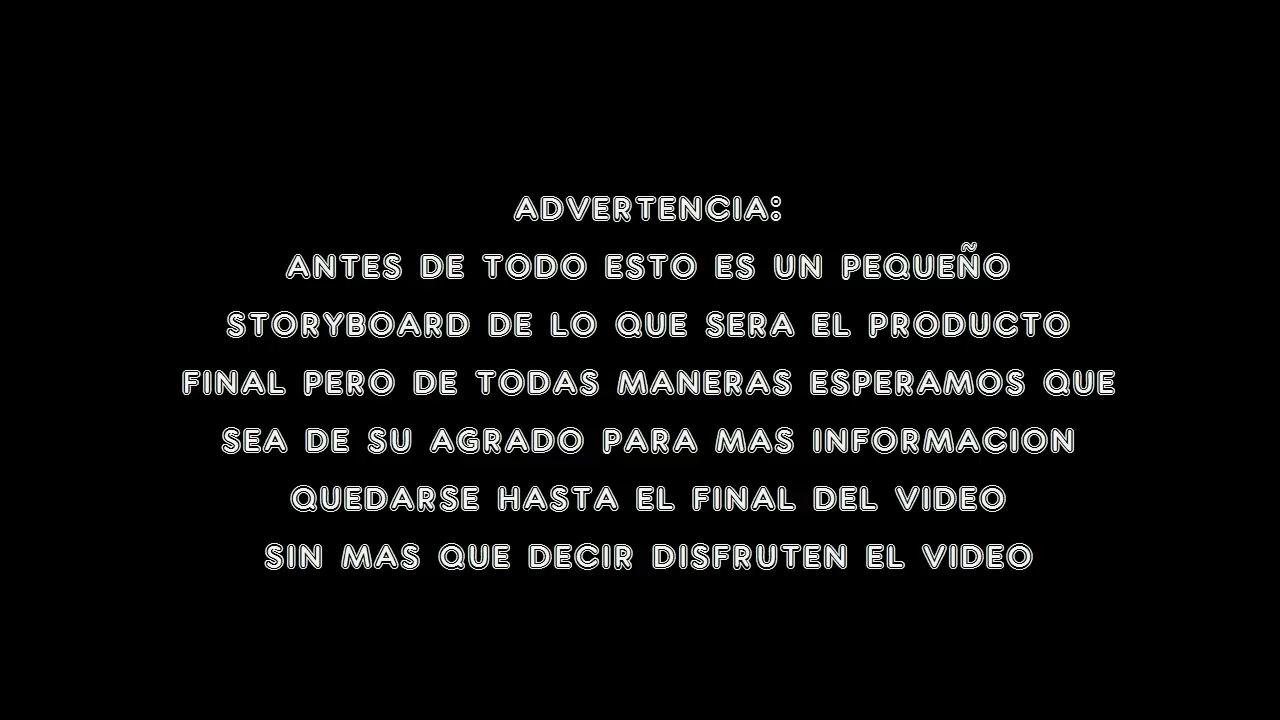 ADVERTENCIA:
ANTES DE TODO ESTO ES UN PEQUEÑO
STORYBOARD DE LO QUE SERA EL PRODUCTO
FINAL PERO DE TODAS MANERAS ESPERAMOS QUE
SEA DE SU AGRADO PARA MAS INFORMACION
QUEDARSE HASTA EL FINAL DEL VIDEO
SIN MAS QUE DECIR DISFRUTEN EL VIDEO